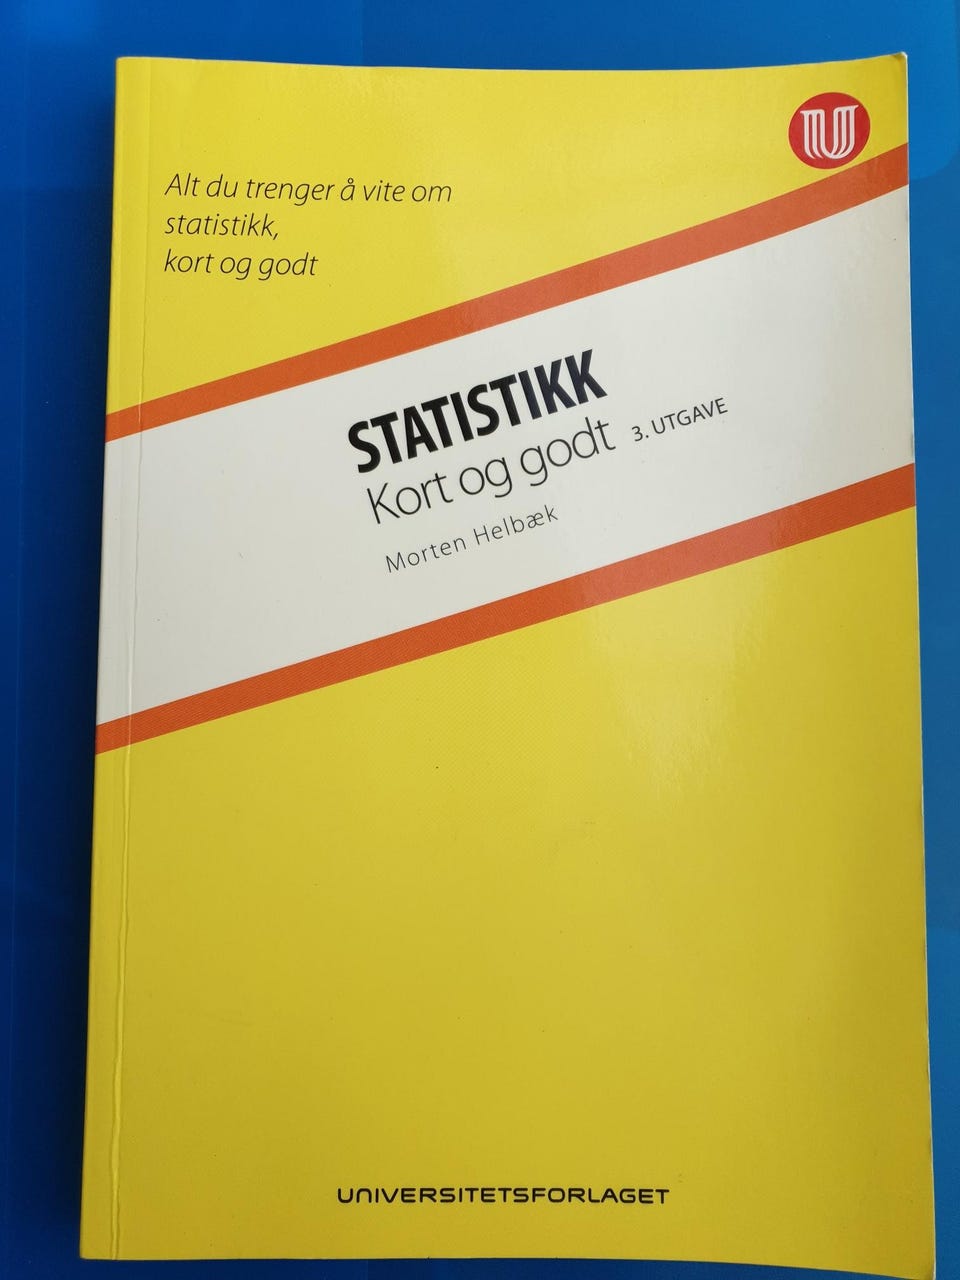 Alt du trenger å vite om
statistikk,
kort og godt
STATISTIKK
Kort og godt 3. UTGAVE
Morten Helbæk
UNIVERSITETSFORLAGET